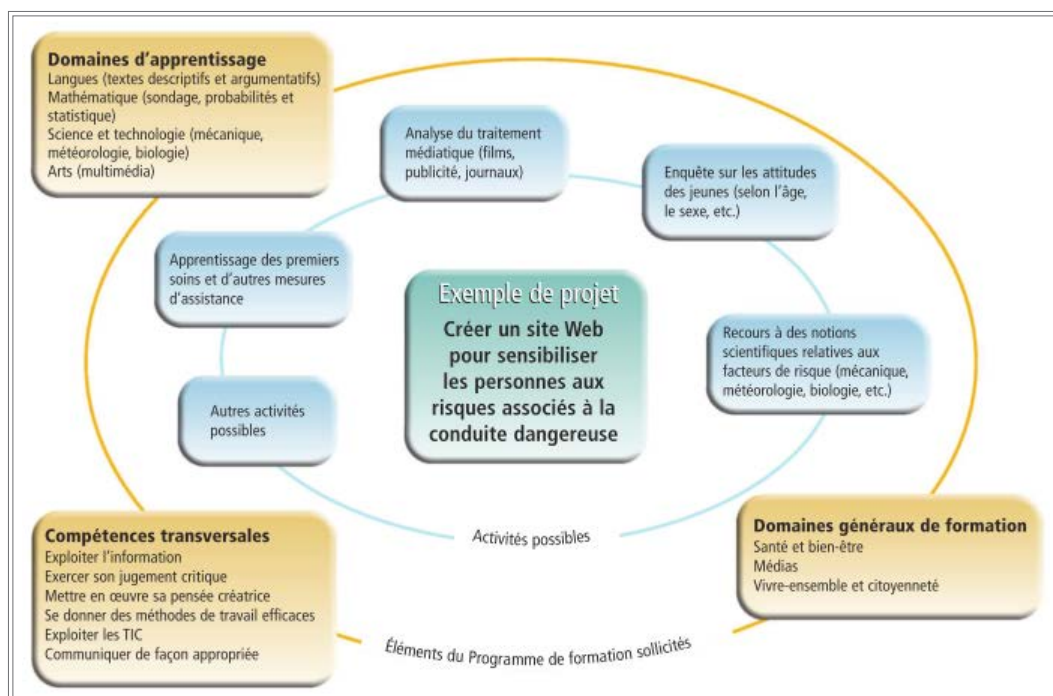 Domaines d'apprentissage
Langues (textes descriptifs et argumentatifs)
Mathématique (sondage, probabilités et
statistique)
Science et technologie (mécanique,
météorologie, biologie)
Arts (multimédia)
Analyse du traitement
médiatique (films,
publicité, journaux)
Enquête sur les attitudes
des jeunes (selon l'âge,
le sexe, etc.)
Apprentissage des premiers
soins et d'autres mesures
d'assistance
Exemple de projet
Créer un site Web
pour sensibiliser
les personnes aux
risques associés à la
conduite dangereuse
Recours à des notions
scientifiques relatives aux
facteurs de risque (mécanique,
météorologie, biologie, etc.)
Autres activités
possibles
Activités possibles
Compétences transversales
Exploiter l'information
Exercer son jugement critique
Mettre en œuvre sa pensée créatrice
Se donner des méthodes de travail efficaces
Exploiter les TIC
Communiquer de façon appropriée
Domaines généraux de formation
Santé et bien-être
Médias
Vivre-ensemble et citoyenneté
Éléments du Programme de formation sollicités